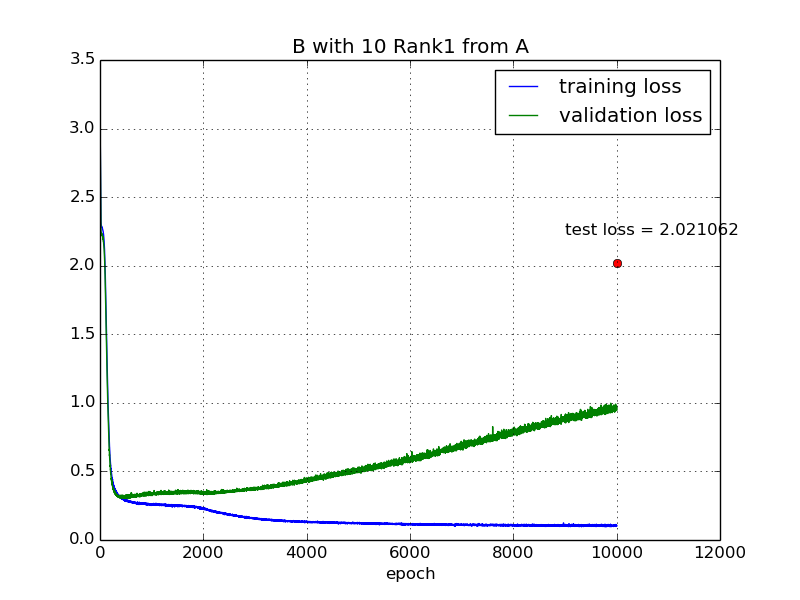 B with 10 Rank1 from A
3.5
3.0
2.5
2.0
1.5
1.0
0.5
0.0
training loss
validation loss
test loss = 2.021062
0 2000 4000 6000 8000 10000 12000
epoch